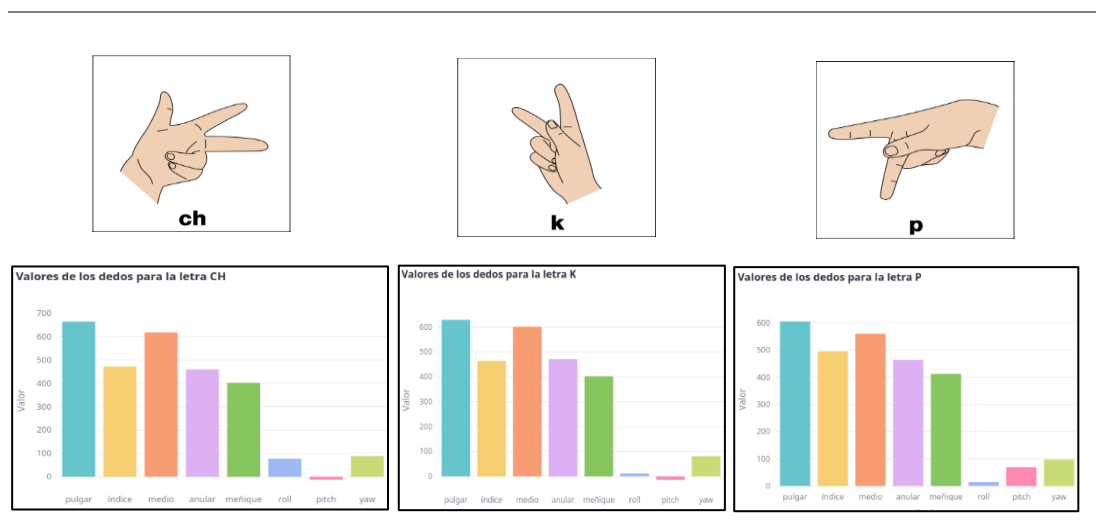 ch
k
p
Valores de los dedos para la letra CH
Valor
700
600
500
400
300
200
100
0
pulgar índice medio anular meñique roll pitch yaw
Valores de los dedos para la letra K
Valor
600
500
400
300
200
100
0
pulgar índice medio anular meñique roll pitch yaw
Valores de los dedos para la letra P
Valor
600
500
400
300
200
100
0
pulgar índice medio anular meñique roll pitch yaw